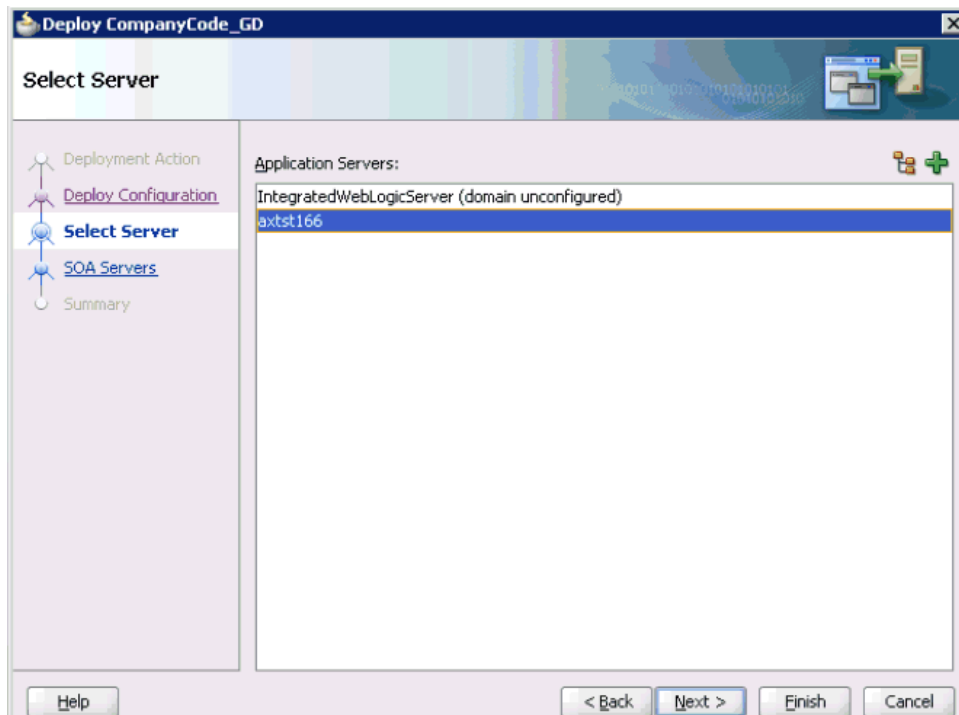 Deploy CompanyCode_GD
Select Server
Deployment Action
Deploy Configuration
Select Server
SOA Servers
Summary
Application Servers:
IntegratedWebLogicServer (domain unconfigured)
axtst166
Help
< Back
Next >
Finish
Cancel